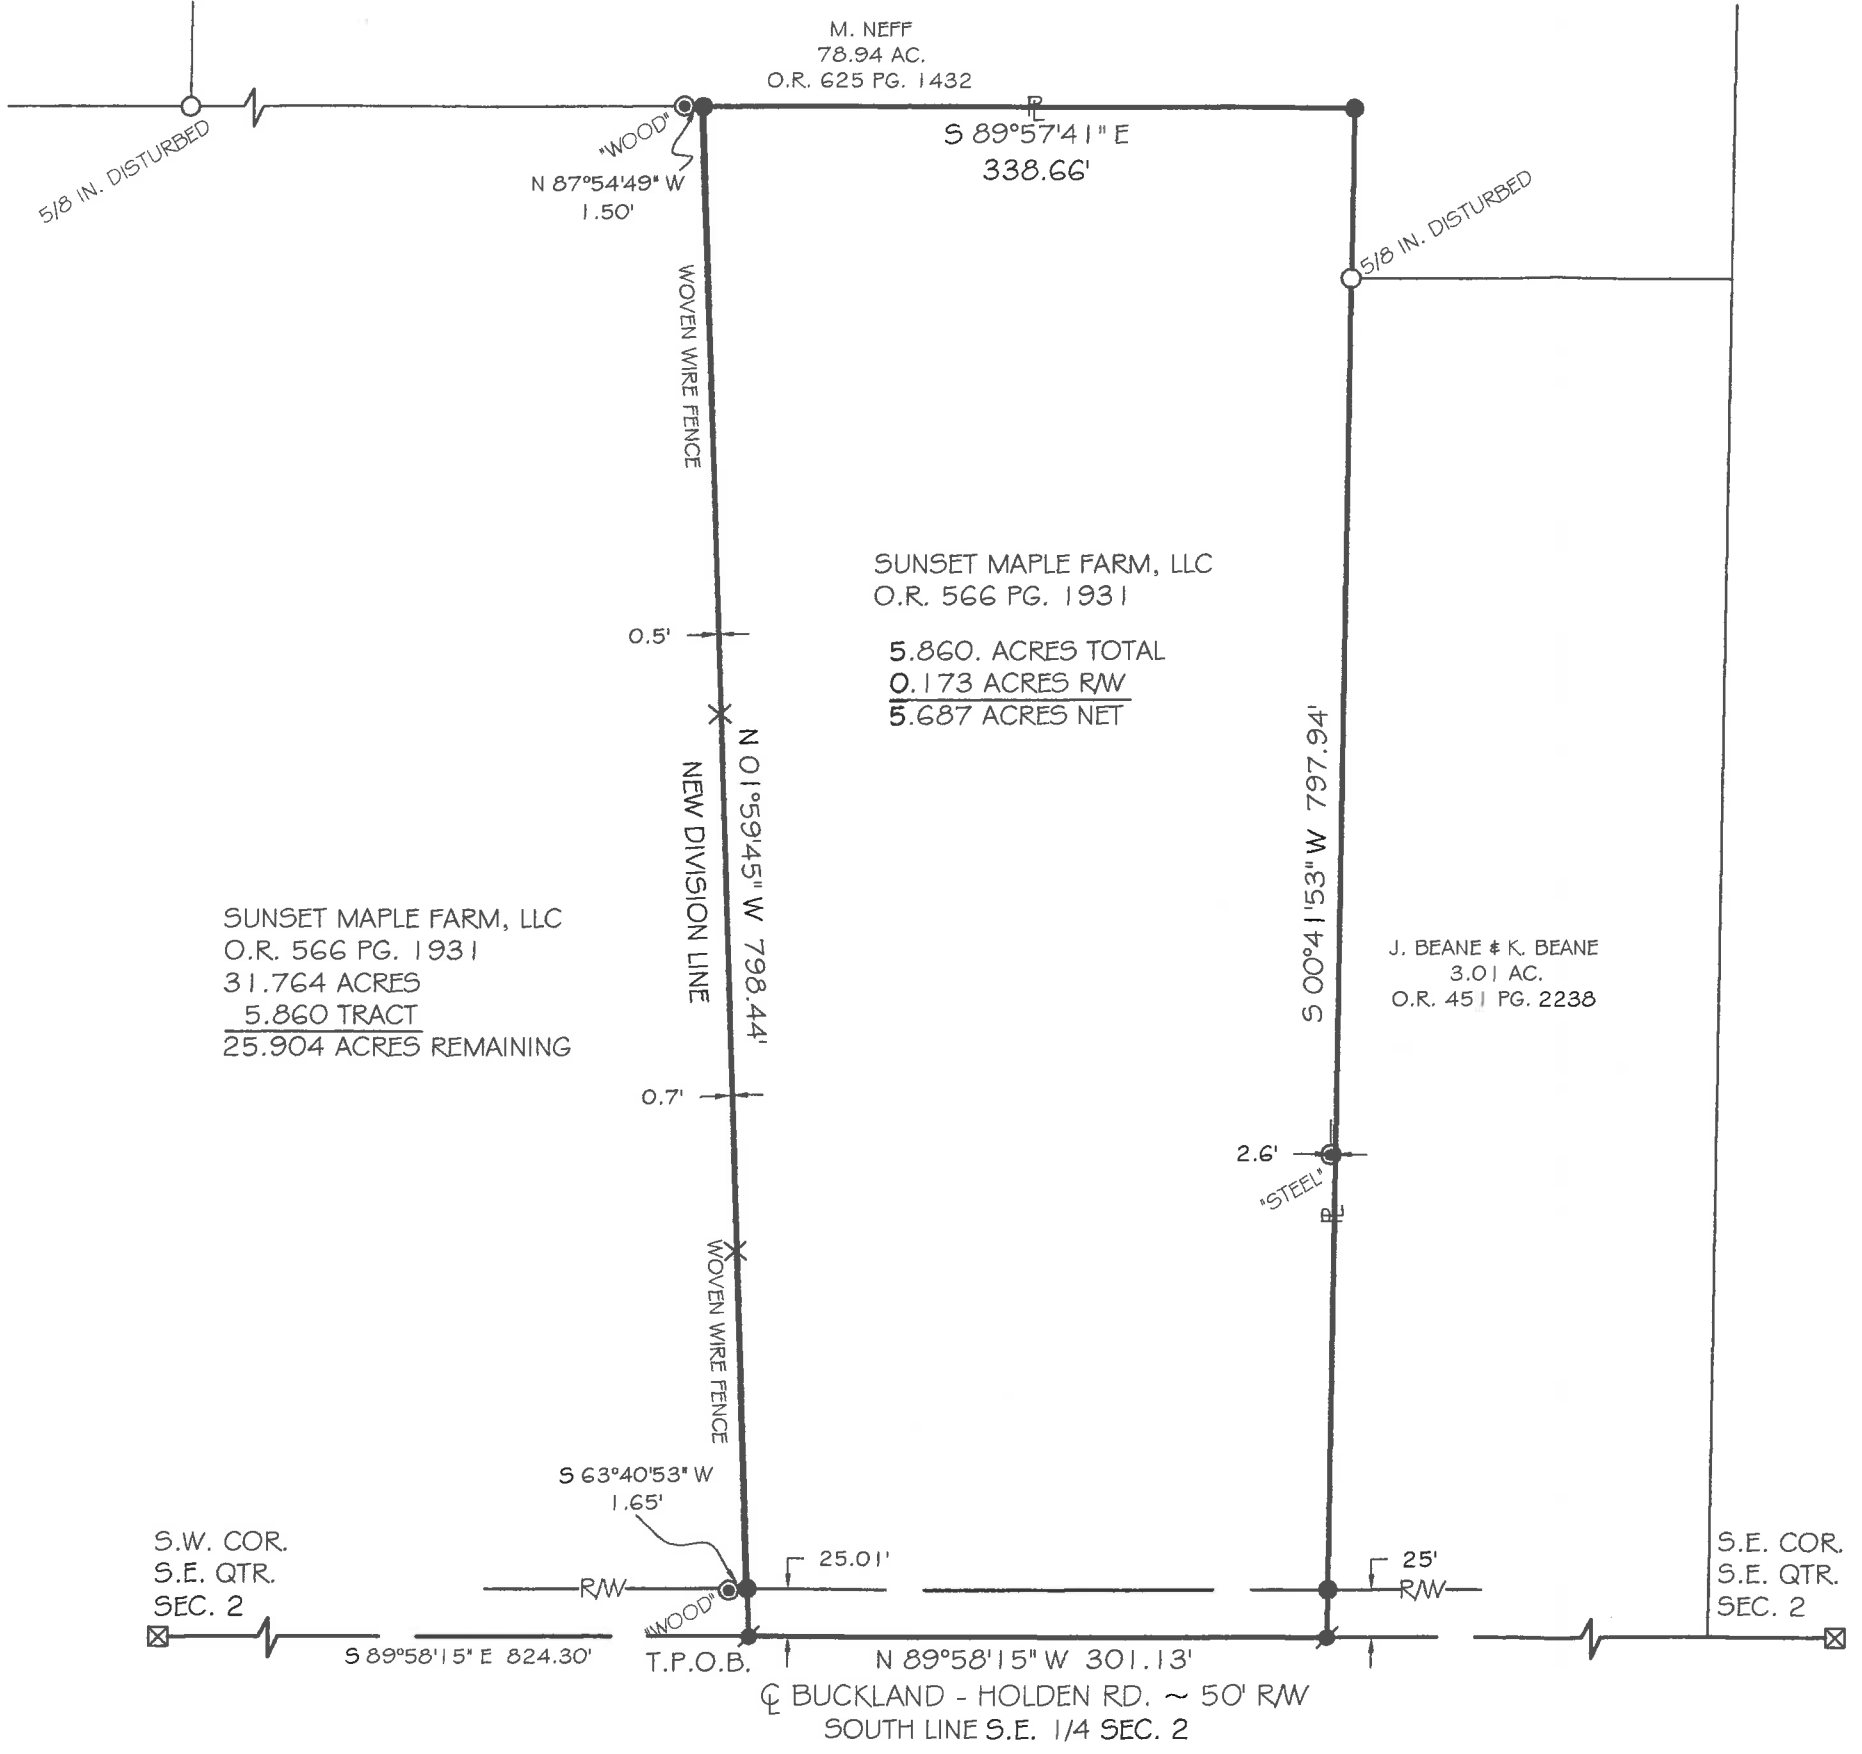 M. NEFF
78.94 AC.
O.R. 625 PG. 1432
5/8 IN. DISTURBED
"WOOD"
N 87°54'49" W
1.50'
PL
S 89°57'41" E
338.66'
5/8 IN. DISTURBED
WOVEN WIRE FENCE
SUNSET MAPLE FARM, LLC
O.R. 566 PG. 1931
5.860. ACRES TOTAL
0.173 ACRES R/W
5.687 ACRES NET
0.5'
N 01°59'45" W 798.44'
NEW DIVISION LINE
S 00°41'53" W 797.94'
SUNSET MAPLE FARM, LLC
O.R. 566 PG. 1931
31.764 ACRES
5.860 TRACT
25.904 ACRES REMAINING
J. BEANE & K. BEANE
3.01 AC.
O.R. 451 PG. 2238
0.7'
2.6'
"STEEL"
PL
WOVEN WIRE FENCE
S 63°40'53" W
1.65'
S.W. COR.
S.E. QTR.
SEC. 2
R/W
"WOOD"
25.01'
25'
R/W
S.E. COR.
S.E. QTR.
SEC. 2
S 89°58'15" E 824.30'
T.P.O.B.
N 89°58'15" W 301.13'
CL BUCKLAND - HOLDEN RD. ~ 50' R/W
SOUTH LINE S.E. 1/4 SEC. 2